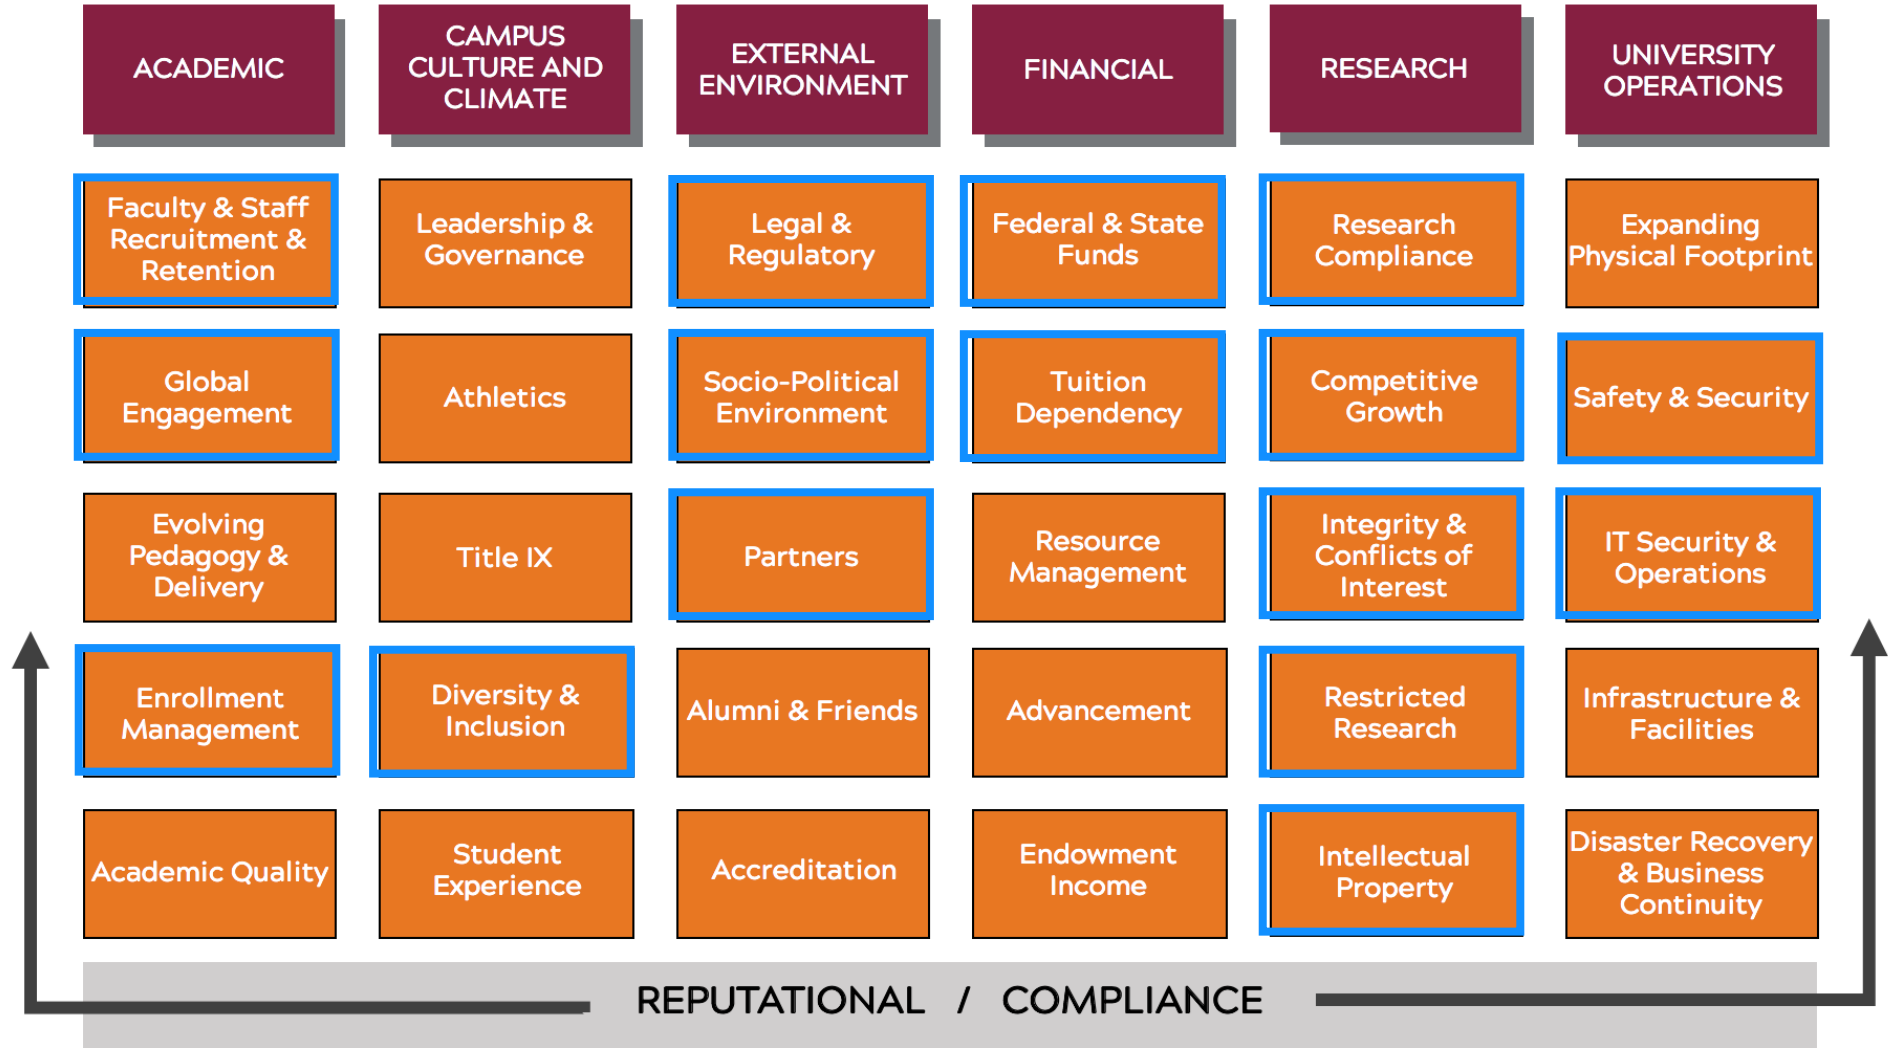 ACADEMIC
CAMPUS
CULTURE AND
CLIMATE
EXTERNAL
ENVIRONMENT
FINANCIAL
RESEARCH
UNIVERSITY
OPERATIONS
Faculty & Staff
Recruitment &
Retention
Leadership &
Governance
Legal &
Regulatory
Federal & State
Funds
Research
Compliance
Expanding
Physical Footprint
Global
Engagement
Athletics
Socio-Political
Environment
Tuition
Dependency
Competitive
Growth
Safety & Security
Evolving
Pedagogy &
Delivery
Title IX
Partners
Resource
Management
Integrity &
Conflicts of
Interest
IT Security &
Operations
Enrollment
Management
Diversity &
Inclusion
Alumni & Friends
Advancement
Restricted
Research
Infrastructure &
Facilities
Academic Quality
Student
Experience
Accreditation
Endowment
Income
Intellectual
Property
Disaster Recovery
& Business
Continuity
REPUTATIONAL / COMPLIANCE